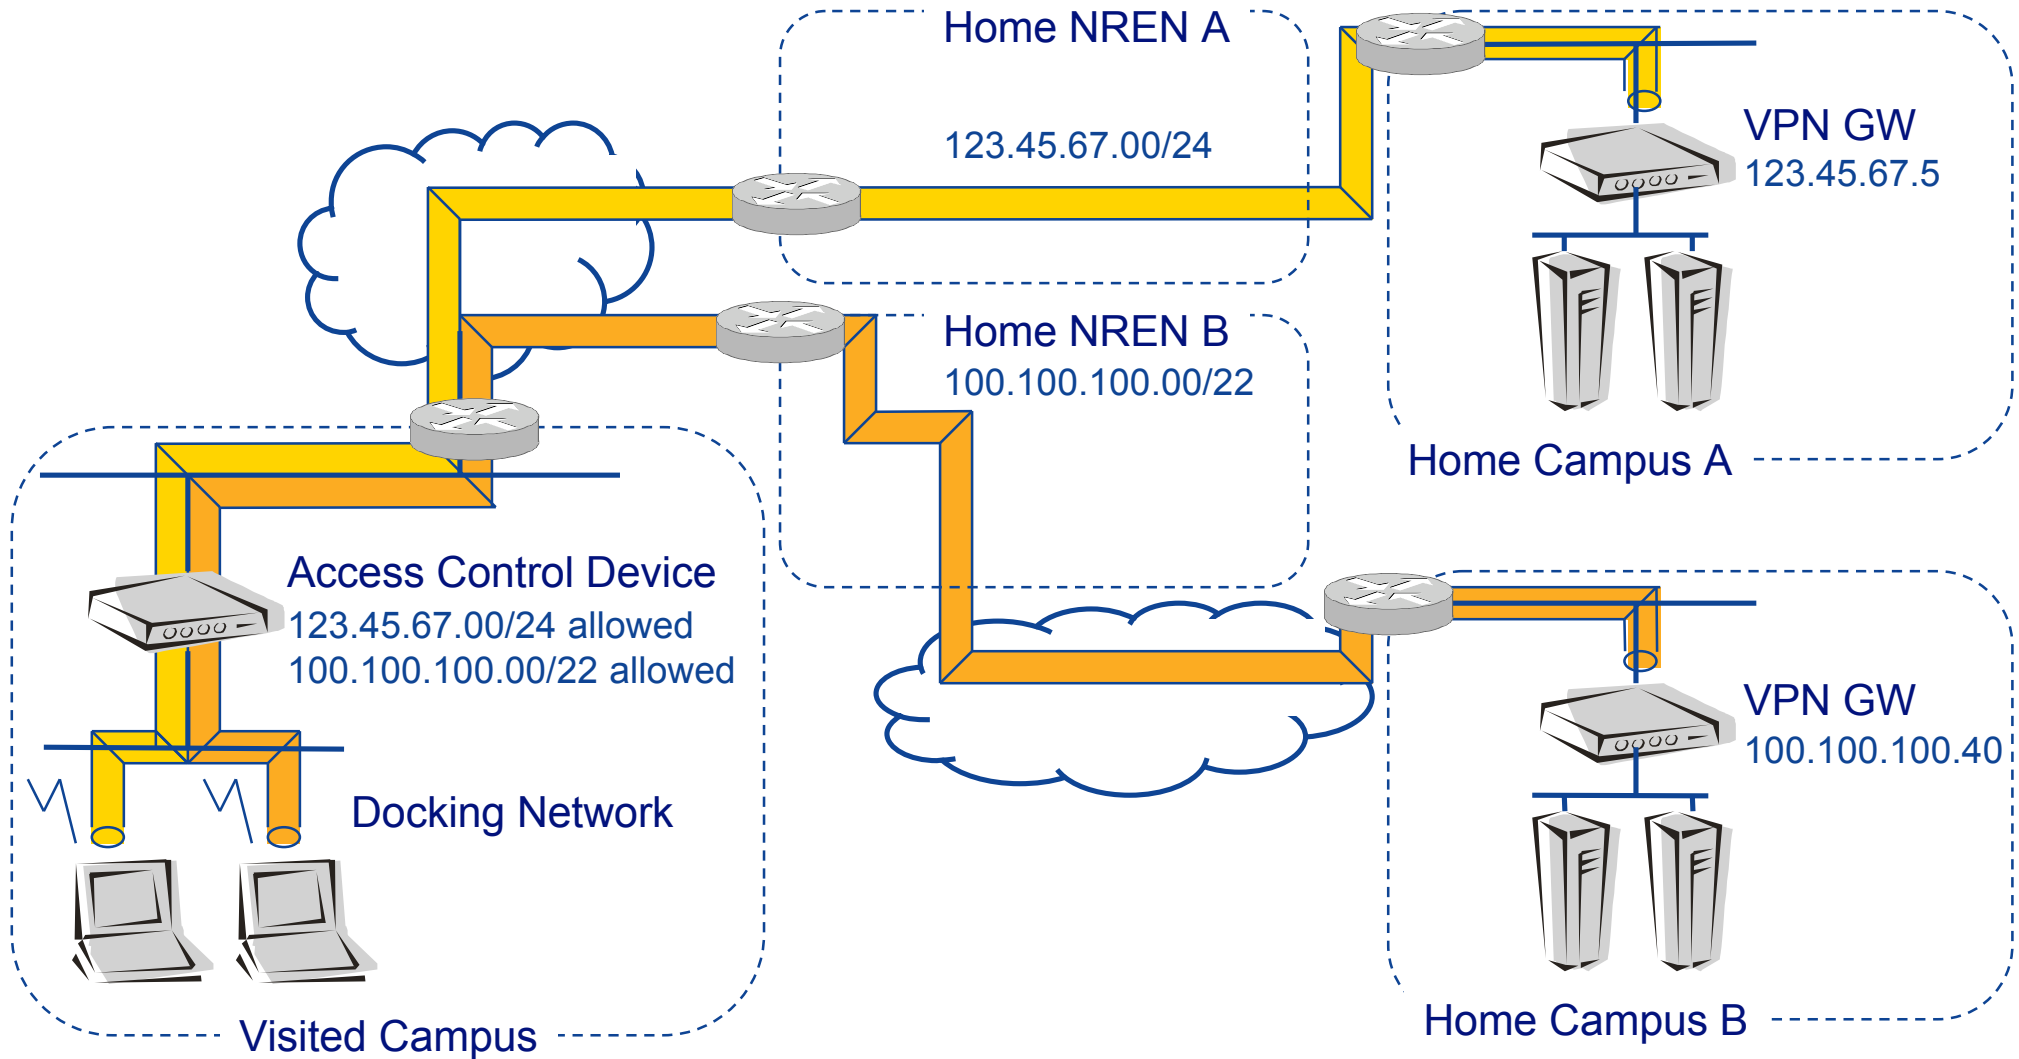 Home NREN A
123.45.67.00/24
VPN GW
123.45.67.5
Home NREN B
100.100.100.00/22
Home Campus A
Access Control Device
123.45.67.00/24 allowed
100.100.100.00/22 allowed
VPN GW
100.100.100.40
Docking Network
Visited Campus
Home Campus B